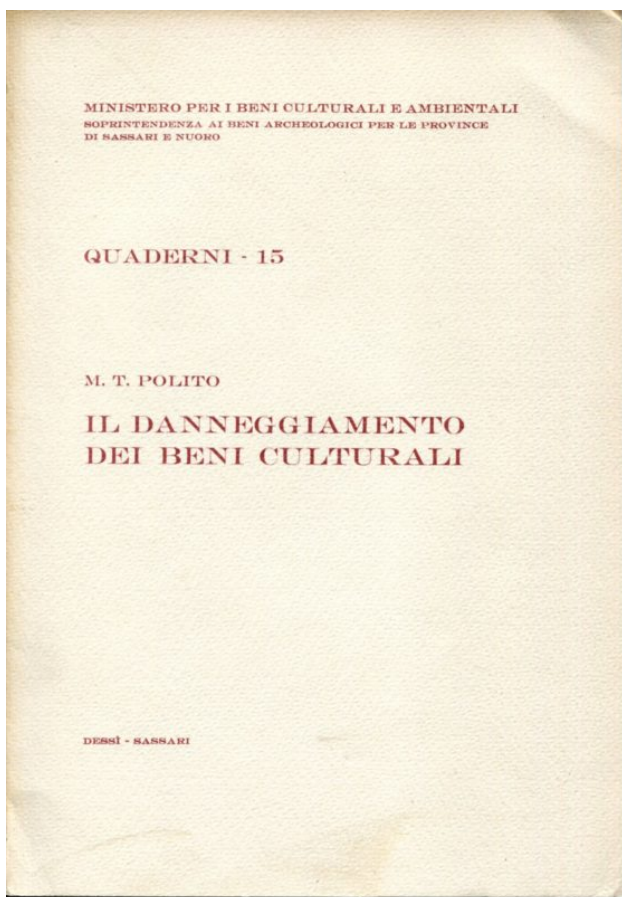 MINISTERO PER I BENI CULTURALI E AMBIENTALI
SOPRINTENDENZA AI BENI ARCHEOLOGICI PER LE PROVINCE
DI SASSARI E NUORO
QUADERNI - 15
M. T. POLITO
IL DANNEGGIAMENTO
DEI BENI CULTURALI
DESSÌ - SASSARI